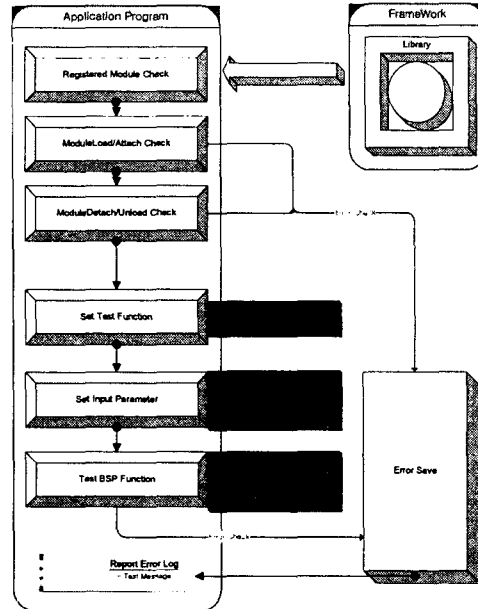 Application Program
FrameWork
Library
Registered Module Check
ModuleLoad/Attach Check
ModuleDetach/Unload Check
Set Test Function
Set Input Parameter
Error Save
Test BSP Function
Report Error Log
- Test Message